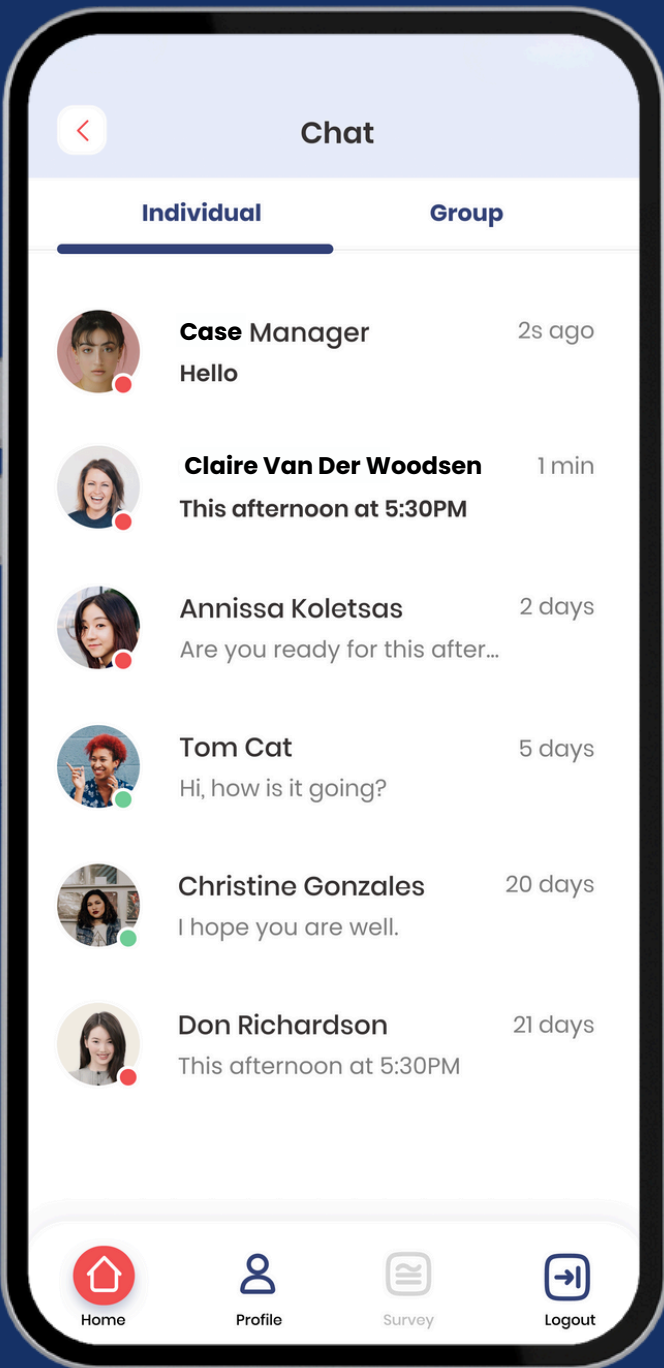 Chat
Individual Group
Case Manager 2s ago
Hello
Claire Van Der Woodsen 1 min
This afternoon at 5:30PM
Annissa Koletsas 2 days
Are you ready for this after...
Tom Cat 5 days
Hi, how is it going?
Christine Gonzales 20 days
I hope you are well.
Don Richardson 21 days
This afternoon at 5:30PM
Home Profile Survey Logout